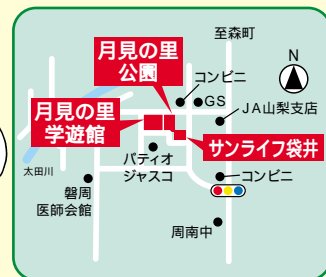 至森町
月見の里
公園
コンビニ
N
GS
JA山梨支店
月見の里
学遊館
サンライフ袋井
パティオ
ジャスコ
太田川
コンビニ
磐周
医師会館
周南中